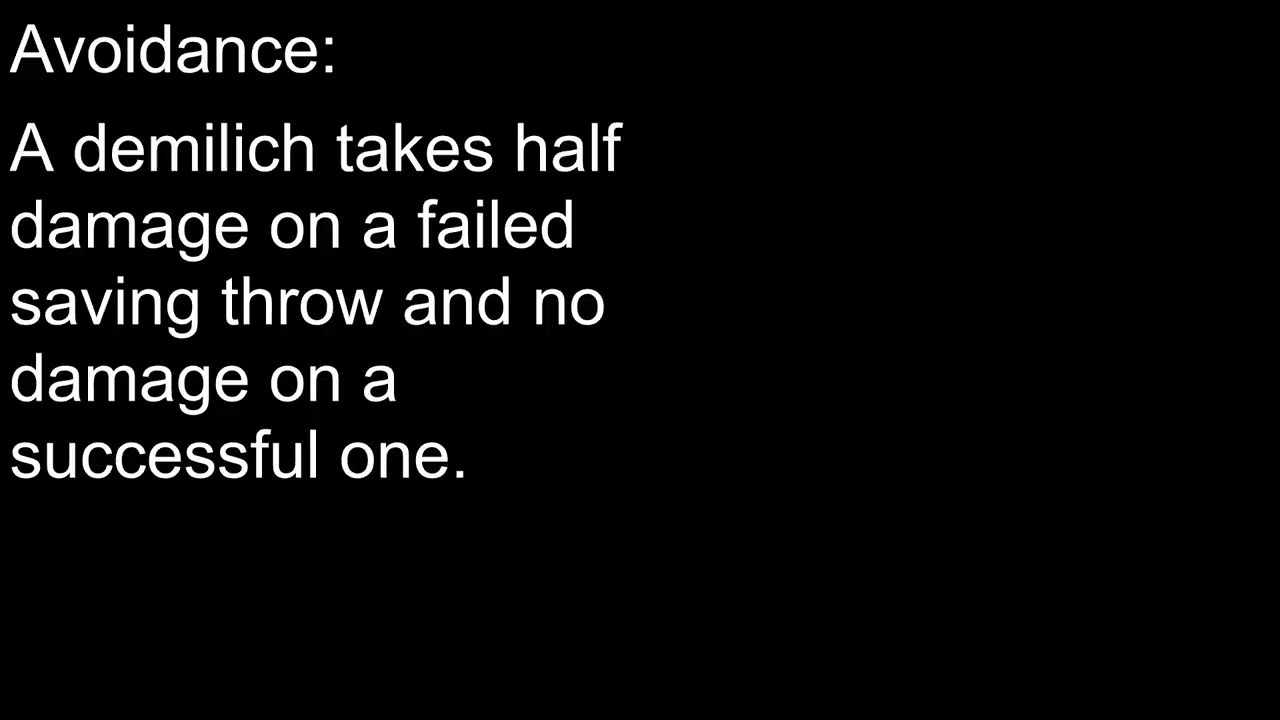 Avoidance:
A demilich takes half
damage on a failed
saving throw and no
damage on a
successful one.